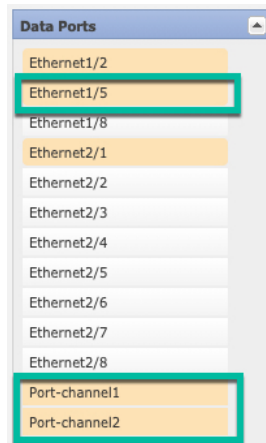 Data Ports
Ethernet1/2
Ethernet1/5
Ethernet1/8
Ethernet2/1
Ethernet2/2
Ethernet2/3
Ethernet2/4
Ethernet2/5
Ethernet2/6
Ethernet2/7
Ethernet2/8
Port-channel1
Port-channel2